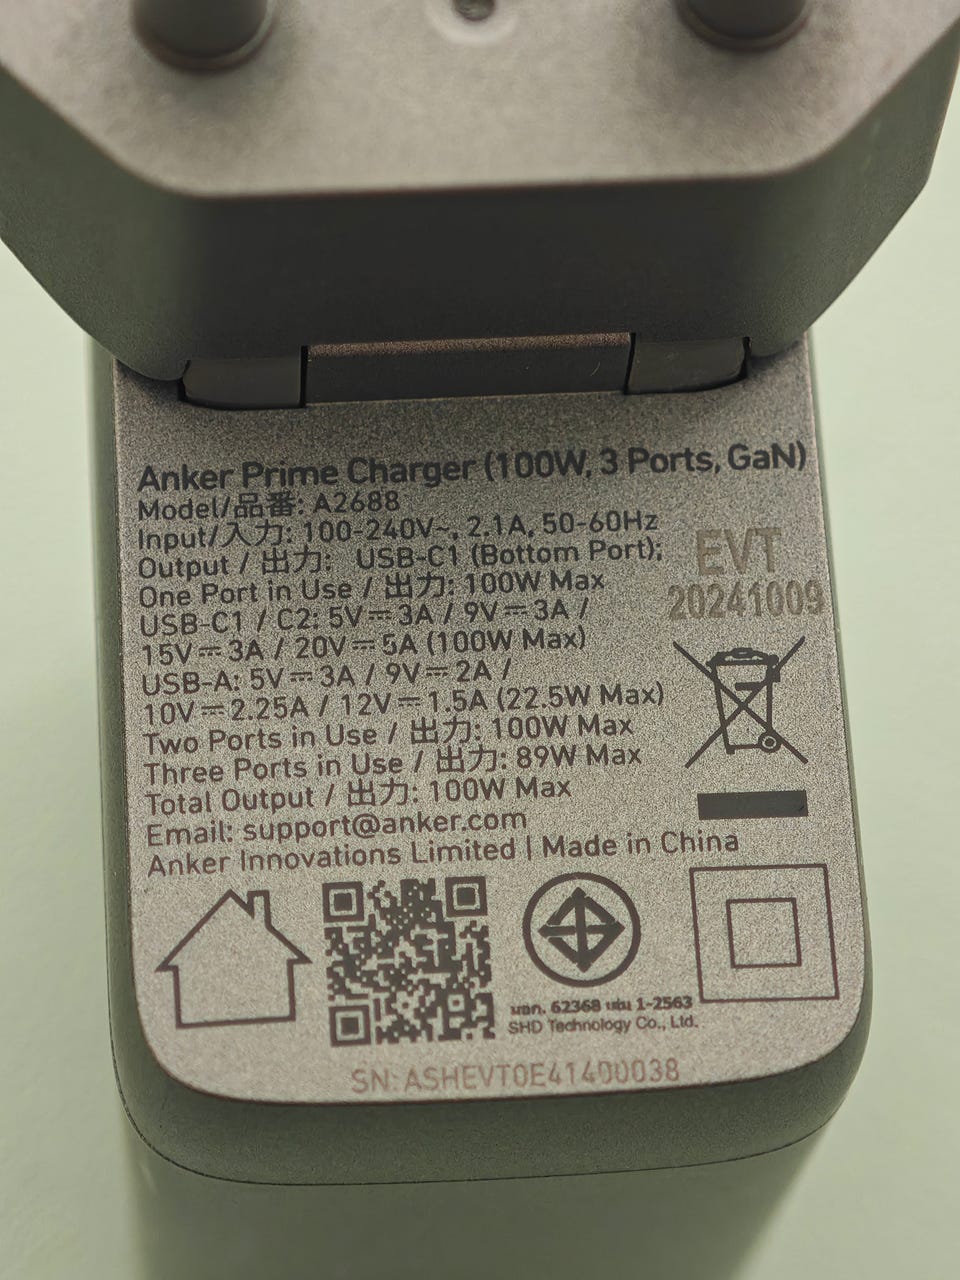 Anker Prime Charger (100W, 3 Ports, GaN)
Model/品番: A2688
Input/入力: 100-240V~, 2.1A, 50-60Hz
Output / 出力: USB-C1 (Bottom Port);
One Port in Use / 出力: 100W Max
USB-C1 / C2: 5V⎓3A / 9V⎓3A /
15V⎓3A / 20V⎓5A (100W Max)
USB-A: 5V⎓3A / 9V⎓2A /
10V⎓2.25A / 12V⎓1.5A (22.5W Max)
Two Ports in Use / 出力: 100W Max
Three Ports in Use / 出力: 89W Max
Total Output / 出力: 100W Max
Email: support@anker.com
Anker Innovations Limited | Made in China
EVT
20241009
มอก. 62368 เล่ม 1-2563
SHD Technology Co., Ltd.
SN: ASHEVT0E41400038